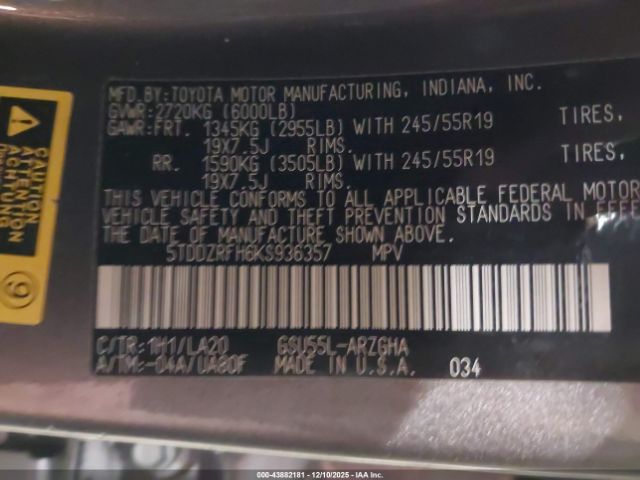 MFD.BY:TOYOTA MOTOR MANUFACTURING, INDIANA, INC.
GVWR:2720KG (6000LB)
GAWR:FRT. 1345KG (2955LB) WITH 245/55R19 TIRES,
19X7.5J RIMS.
RR. 1590KG (3505LB) WITH 245/55R19 TIRES,
19X7.5J RIMS.
THIS VEHICLE CONFORMS TO ALL APPLICABLE FEDERAL MOTOR
VEHICLE SAFETY AND THEFT PREVENTION STANDARDS IN EFFE
THE DATE OF MANUFACTURE SHOWN ABOVE.
5TDDZRFH6KS936357 MPV
C/TR:1H1/LA20 GSU55L-ARZGHA
A/TM:-04A/UA80F MADE IN U.S.A. 034
CAUTION
ATTENTION
ACHTUNG
9
000-43882181 - 12/10/2025 - IAA Inc.